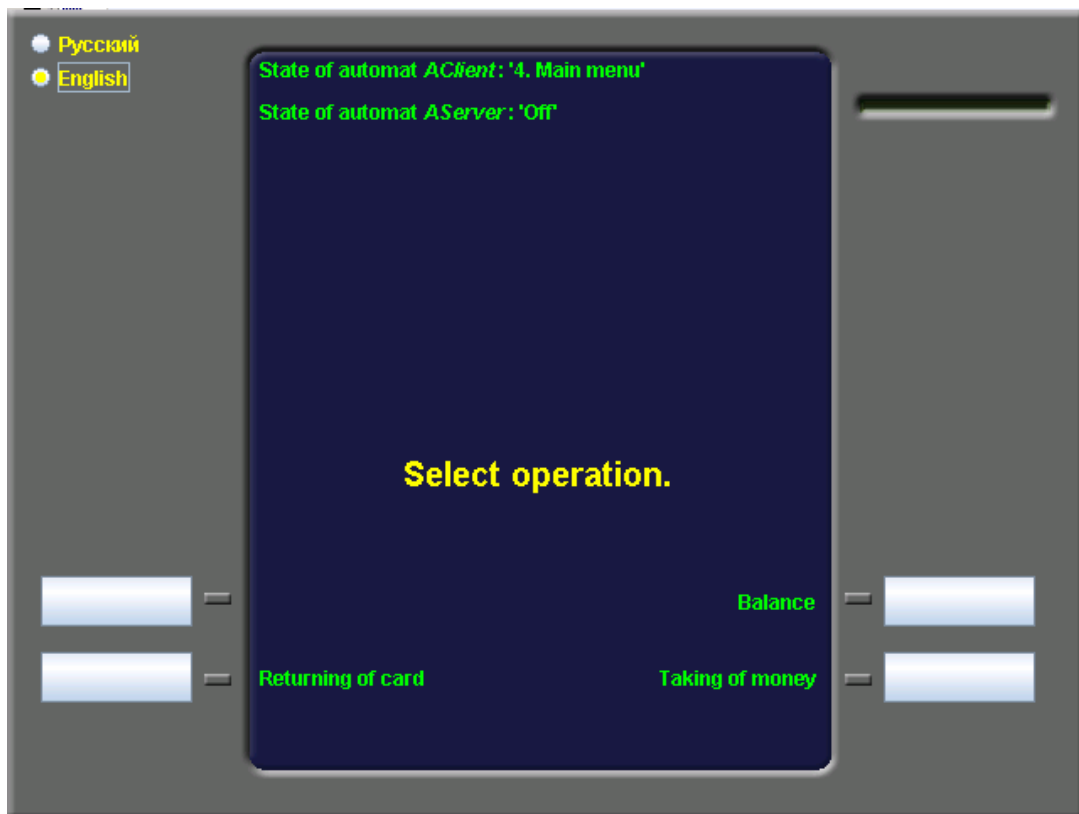 Русский
English
State of automat AClient: '4. Main menu'
State of automat AServer: 'Off'
Select operation.
Balance
Returning of card
Taking of money